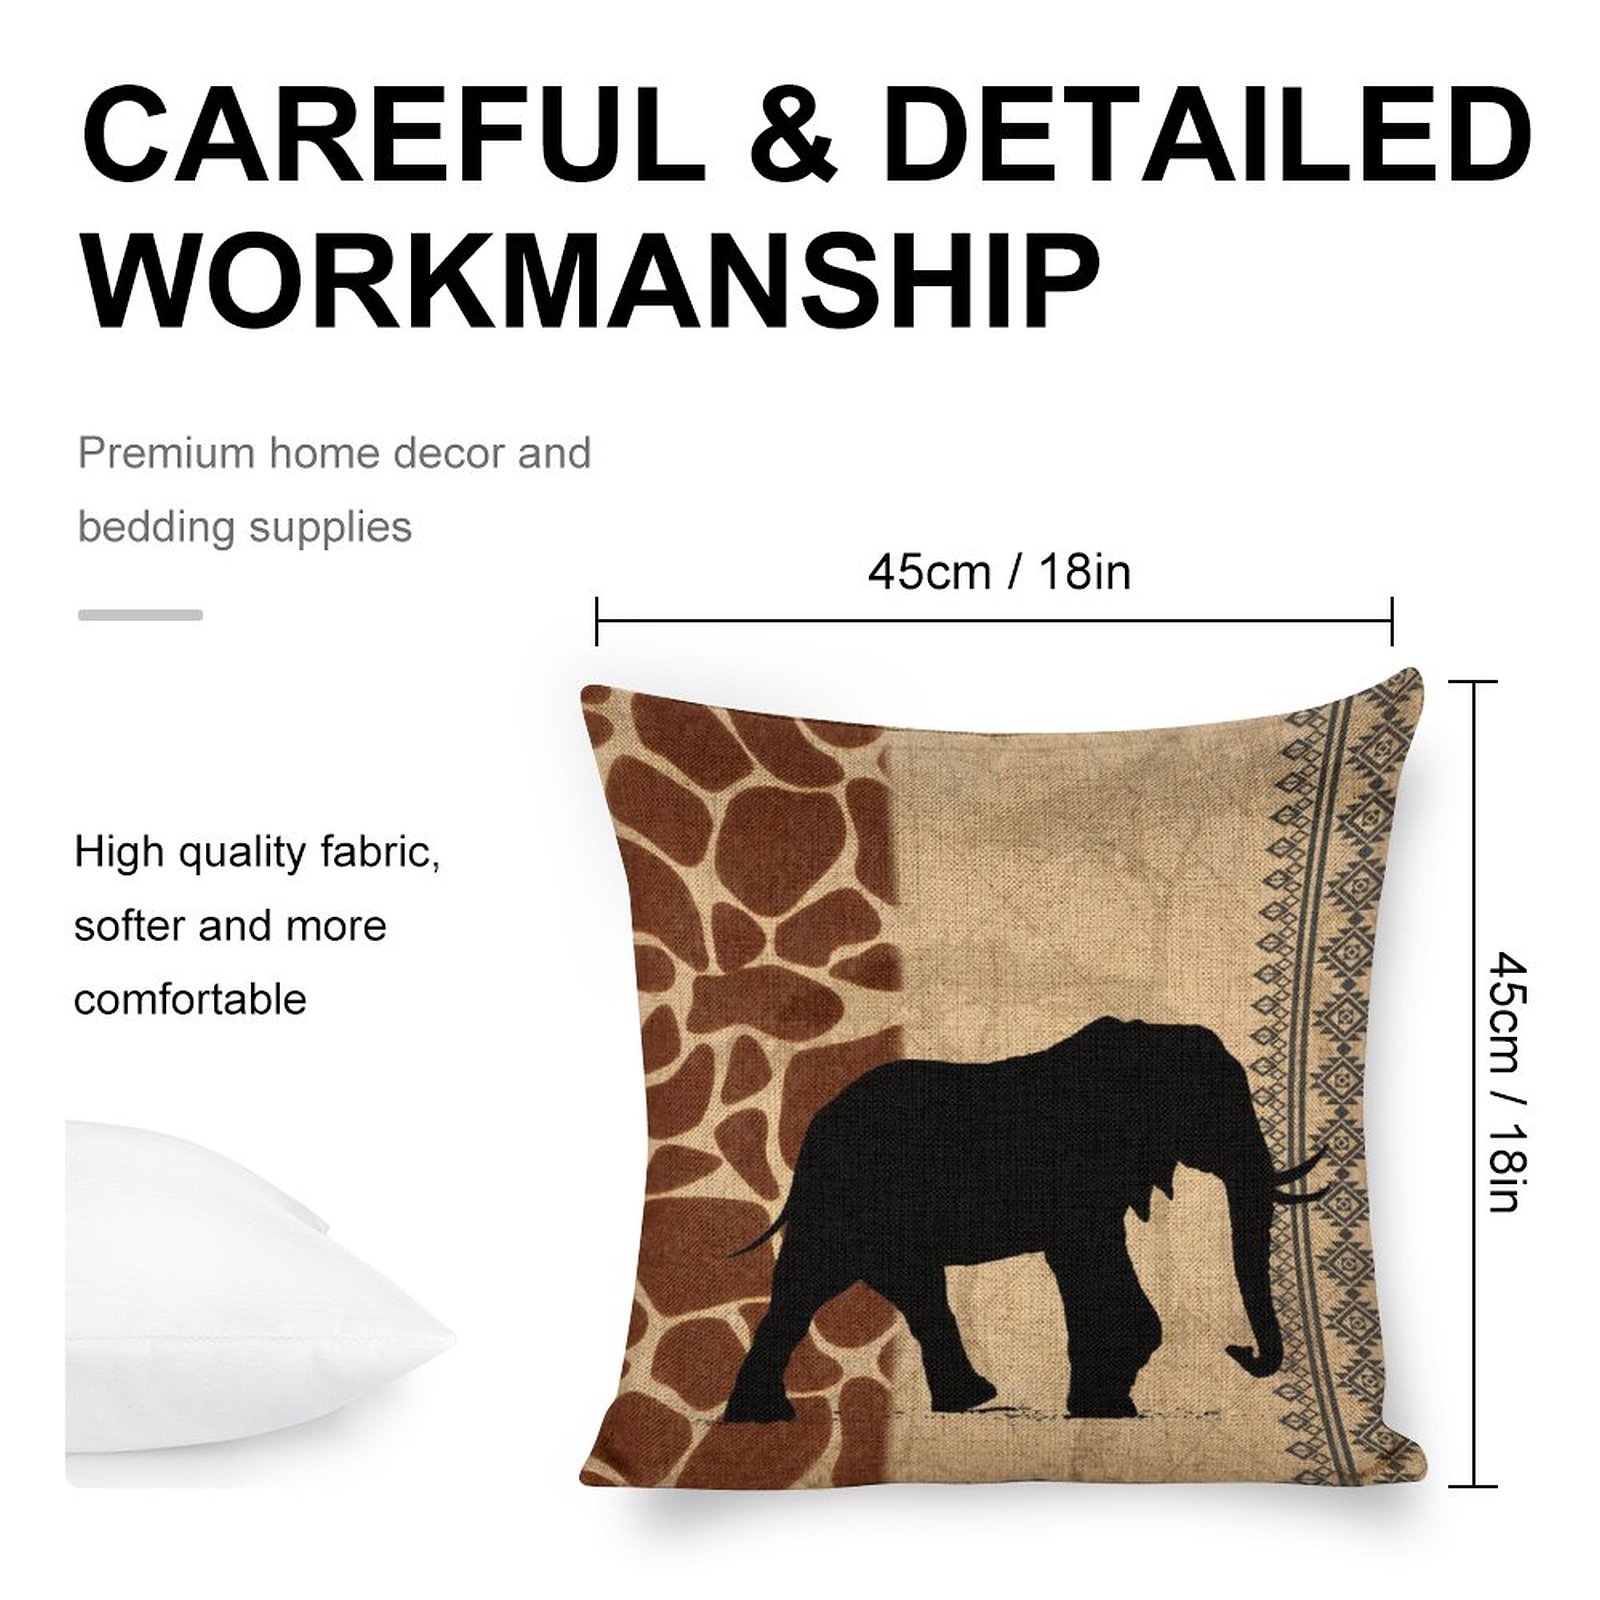 CAREFUL & DETAILED
WORKMANSHIP
Premium home decor and
bedding supplies
45cm / 18in
High quality fabric,
softer and more
comfortable
45cm / 18in